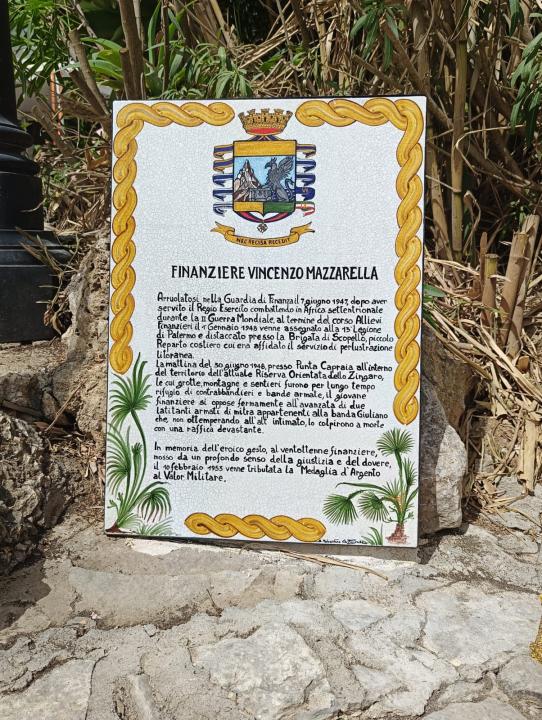 NEC RECISA RECEDIT
FINANZIERE VINCENZO MAZZARELLA
Arruolatosi nella Guardia di Finanza il 7 giugno 1947, dopo aver
servito il Regio Esercito combattendo in Africa settentrionale
durante la II Guerra Mondiale, al termine del corso Allievi
Finanzieri il 1° Gennaio 1948 venne assegnato alla 13° Legione
di Palermo e distaccato presso la Brigata di Scopello, piccolo
Reparto costiero cui era affidato il servizio di perlustrazione
litoranea.
La mattina del 30 giugno 1948, presso Punta Capraia all'interno
del territorio dell'attuale Riserva Orientata dello Zingaro,
le cui grotte, montagne e sentieri furono per lungo tempo
rifugio di contrabbandieri e bande armate, il giovane
finanziere si oppose fermamente all'avanzata di due
latitanti armati di mitra appartenenti alla banda Giuliano
che, non ottemperando all'alt intimato, lo colpirono a morte
con una raffica devastante.
In memoria dell'eroico gesto, al ventottenne finanziere,
mosso da un profondo senso della giustizia e del dovere,
il 10 febbraio 1955 venne tributata la Medaglia d'Argento
al Valor Militare.